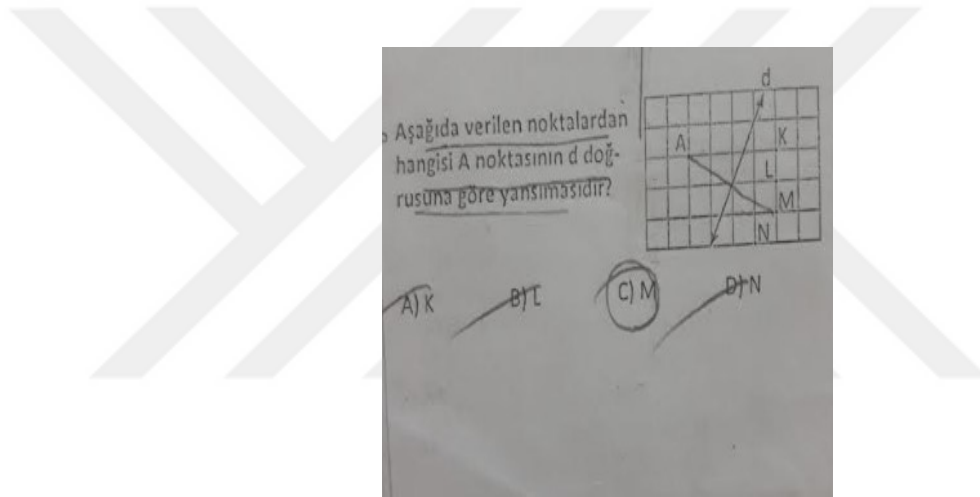 Aşağıda verilen noktalardan
hangisi A noktasının d doğ-
rusuna göre yansımasıdır?
d
A
K
L
M
N
A) K
B) L
C) M
D) N